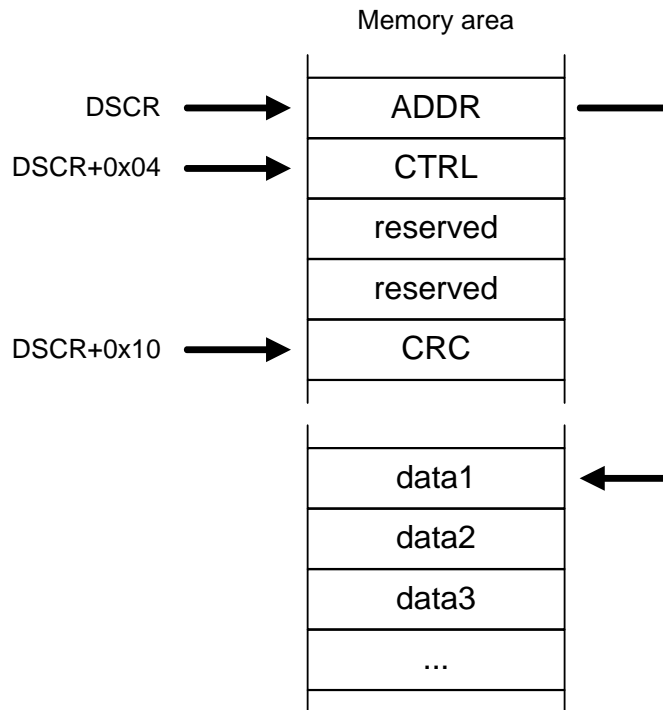 Memory area
DSCR
ADDR
DSCR+0x04
CTRL
reserved
reserved
DSCR+0x10
CRC
data1
data2
data3
...